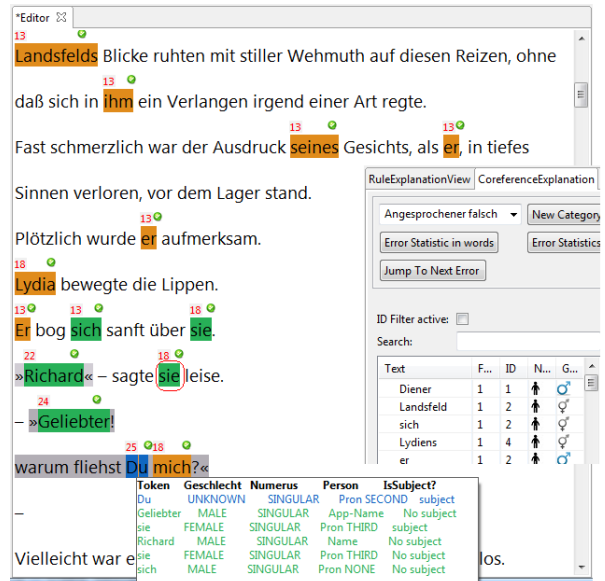 *Editor
13
Landsfelds Blicke ruhten mit stiller Wehmuth auf diesen Reizen, ohne
13
daß sich in ihm ein Verlangen irgend einer Art regte.
13 13
Fast schmerzlich war der Ausdruck seines Gesichts, als er, in tiefes
Sinnen verloren, vor dem Lager stand.
13
Plötzlich wurde er aufmerksam.
18
Lydia bewegte die Lippen.
13 13 18
Er bog sich sanft über sie.
22 18
»Richard« – sagte sie leise.
24
– »Geliebter!
25 18
warum fliehst Du mich?«
–
Vielleicht war e
los.
RuleExplanationView CoreferenceExplanation
Angesprochener falsch New Category
Error Statistic in words Error Statistics
Jump To Next Error
ID Filter active:
Search:
Text F... ID N... G...
Diener 1 1
Landsfeld 1 2
sich 1 2
Lydiens 1 4
er 1 2
Token Geschlecht Numerus Person IsSubject?
Du UNKNOWN SINGULAR Pron SECOND subject
Geliebter MALE SINGULAR App-Name No subject
sie FEMALE SINGULAR Pron THIRD subject
Richard MALE SINGULAR Name No subject
sie FEMALE SINGULAR Pron THIRD No subject
sich MALE SINGULAR Pron NONE No subject